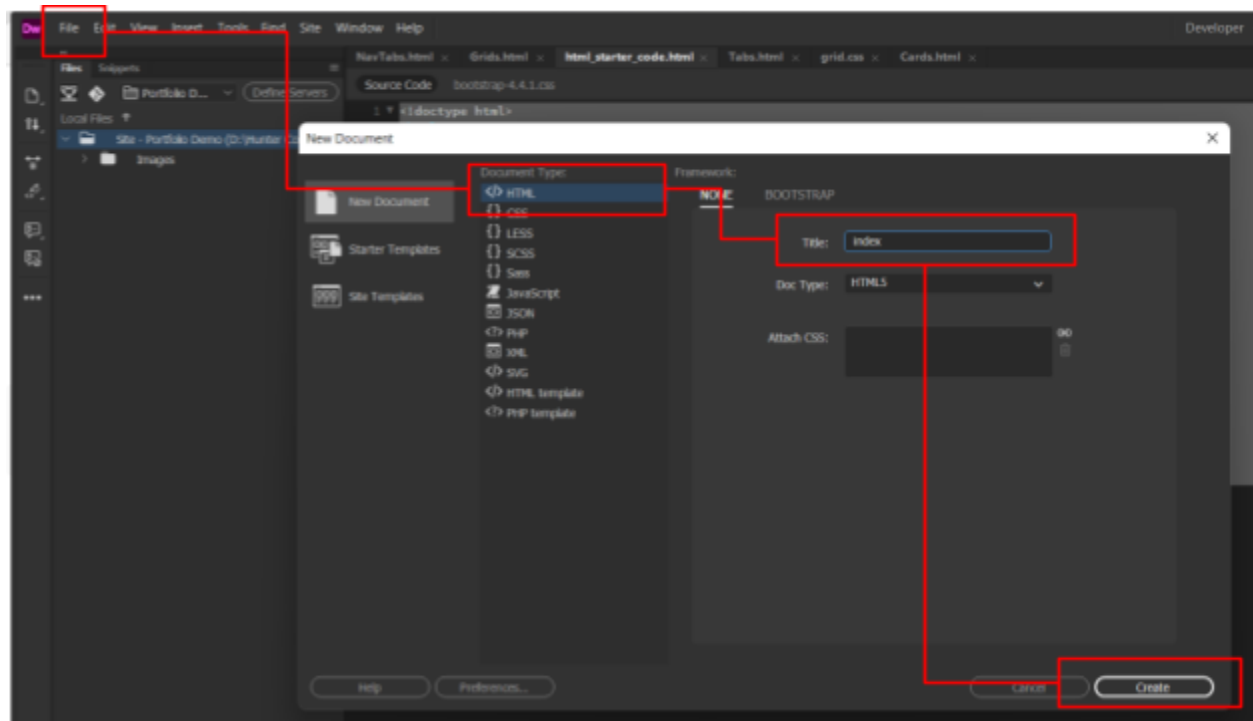 Dw File Edit View Insert Tools Find Site Window Help Developer
Files Snippets
NavTabs.html × Grids.html × html_starter_code.html × Tabs.html × grid.css × Cards.html ×
Portfolio D... Define Servers
Source Code bootstrap-4.4.1.css
Local Files
1 <!doctype html>
Site - Portfolio Demo (D:\Hunter
Images
New Document
New Document
Starter Templates
Site Templates
Document Type:
HTML
CSS
LESS
SCSS
Sass
JavaScript
JSON
PHP
XML
SVG
HTML template
PHP template
Framework:
NONE BOOTSTRAP
Title: index
Doc Type: HTML5
Attach CSS:
Help Preferences... Cancel Create